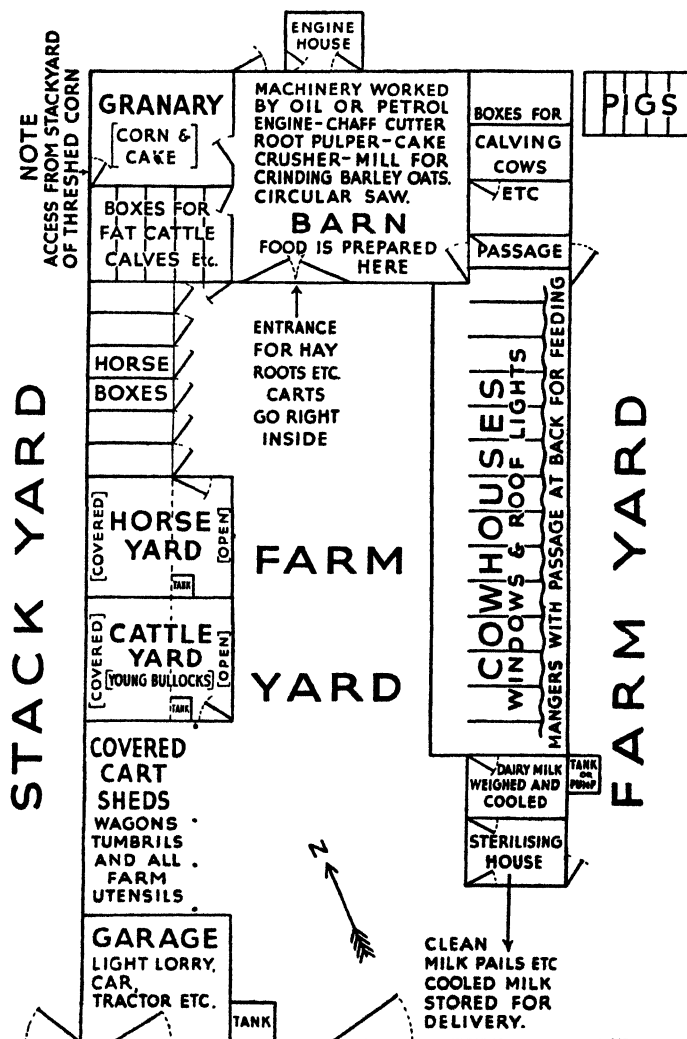 ENGINE
HOUSE
NOTE
ACCESS FROM STACKYARD
OF THRESHED CORN
GRANARY
[CORN &
CAKE]
MACHINERY WORKED
BY OIL OR PETROL
ENGINE-CHAFF CUTTER
ROOT PULPER-CAKE
CRUSHER-MILL FOR
CRINDING BARLEY OATS.
CIRCULAR SAW.
BARN
FOOD IS PREPARED
HERE
BOXES FOR
CALVING
COWS
ETC
PASSAGE
PIGS
BOXES FOR
FAT CATTLE
CALVES Etc.
ENTRANCE
FOR HAY
ROOTS ETC.
CARTS
GO RIGHT
INSIDE
HORSE
BOXES
STACK YARD
[COVERED]
HORSE
YARD
[OPEN]
TANK
[COVERED]
CATTLE
YARD
[YOUNG BULLOCKS]
[OPEN]
TANK
FARM
YARD
COWHOUSES
WINDOWS & ROOF LIGHTS
MANGERS WITH PASSAGE AT BACK FOR FEEDING
FARM YARD
COVERED
CART
SHEDS
WAGONS
TUMBRILS
AND ALL
FARM
UTENSILS
DAIRY MILK
WEIGHED AND
COOLED
TANK
OR
PUMP
STERILISING
HOUSE
N
GARAGE
LIGHT LORRY,
CAR,
TRACTOR ETC.
TANK
CLEAN
MILK PAILS ETC
COOLED MILK
STORED FOR
DELIVERY.